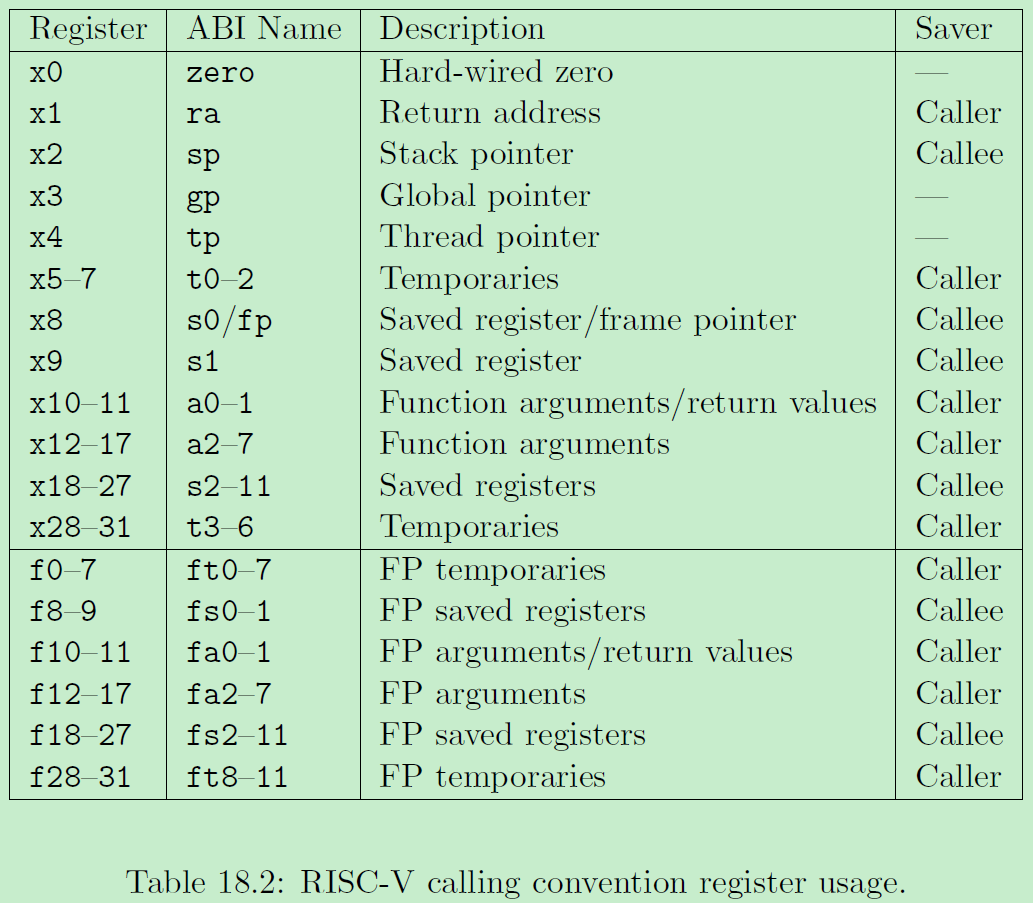 Register ABI Name Description Saver
x0 zero Hard-wired zero —
x1 ra Return address Caller
x2 sp Stack pointer Callee
x3 gp Global pointer —
x4 tp Thread pointer —
x5–7 t0–2 Temporaries Caller
x8 s0/fp Saved register/frame pointer Callee
x9 s1 Saved register Callee
x10–11 a0–1 Function arguments/return values Caller
x12–17 a2–7 Function arguments Caller
x18–27 s2–11 Saved registers Callee
x28–31 t3–6 Temporaries Caller
f0–7 ft0–7 FP temporaries Caller
f8–9 fs0–1 FP saved registers Callee
f10–11 fa0–1 FP arguments/return values Caller
f12–17 fa2–7 FP arguments Caller
f18–27 fs2–11 FP saved registers Callee
f28–31 ft8–11 FP temporaries Caller
Table 18.2: RISC-V calling convention register usage.